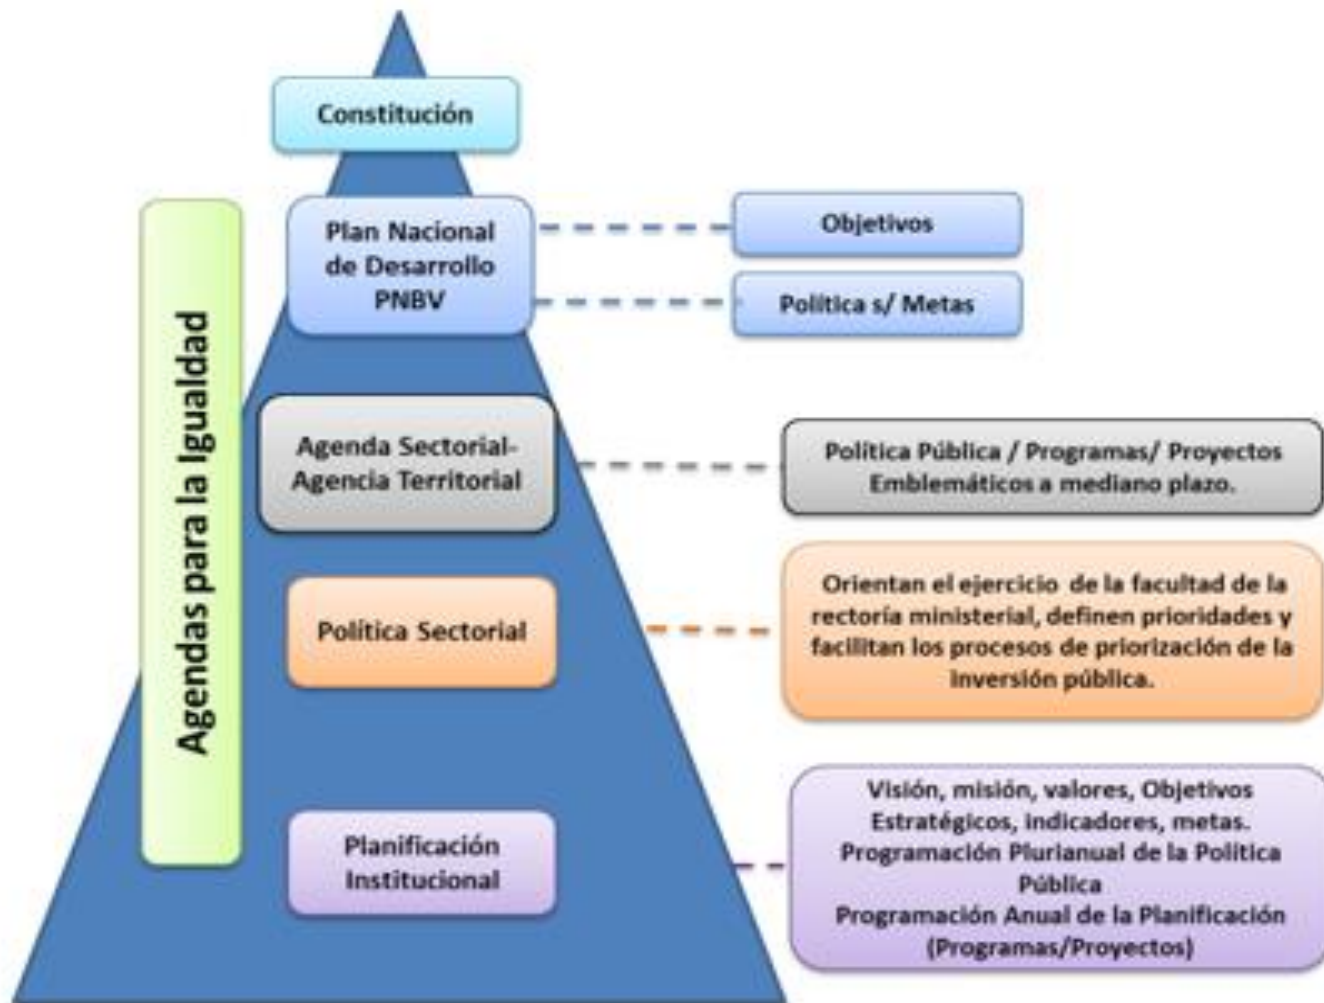 Constitución
Agendas para la Igualdad
Plan Nacional
de Desarrollo
PNBV
Objetivos
Política s/ Metas
Agenda Sectorial-
Agencia Territorial
Política Pública / Programas/ Proyectos
Emblemáticos a mediano plazo.
Política Sectorial
Orientan el ejercicio de la facultad de la
rectoría ministerial, definen prioridades y
facilitan los procesos de priorización de la
inversión pública.
Planificación
Institucional
Visión, misión, valores, Objetivos
Estratégicos, indicadores, metas.
Programación Plurianual de la Política
Pública
Programación Anual de la Planificación
(Programas/Proyectos)